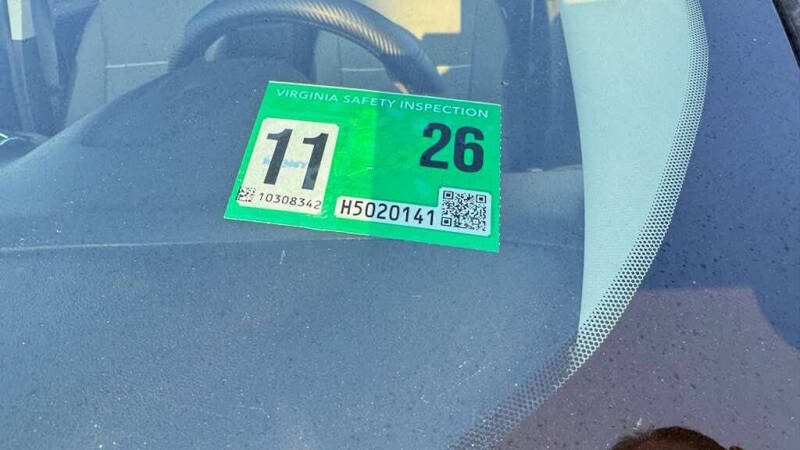 VIRGINIA SAFETY INSPECTION
11 26
10308342 H5020141